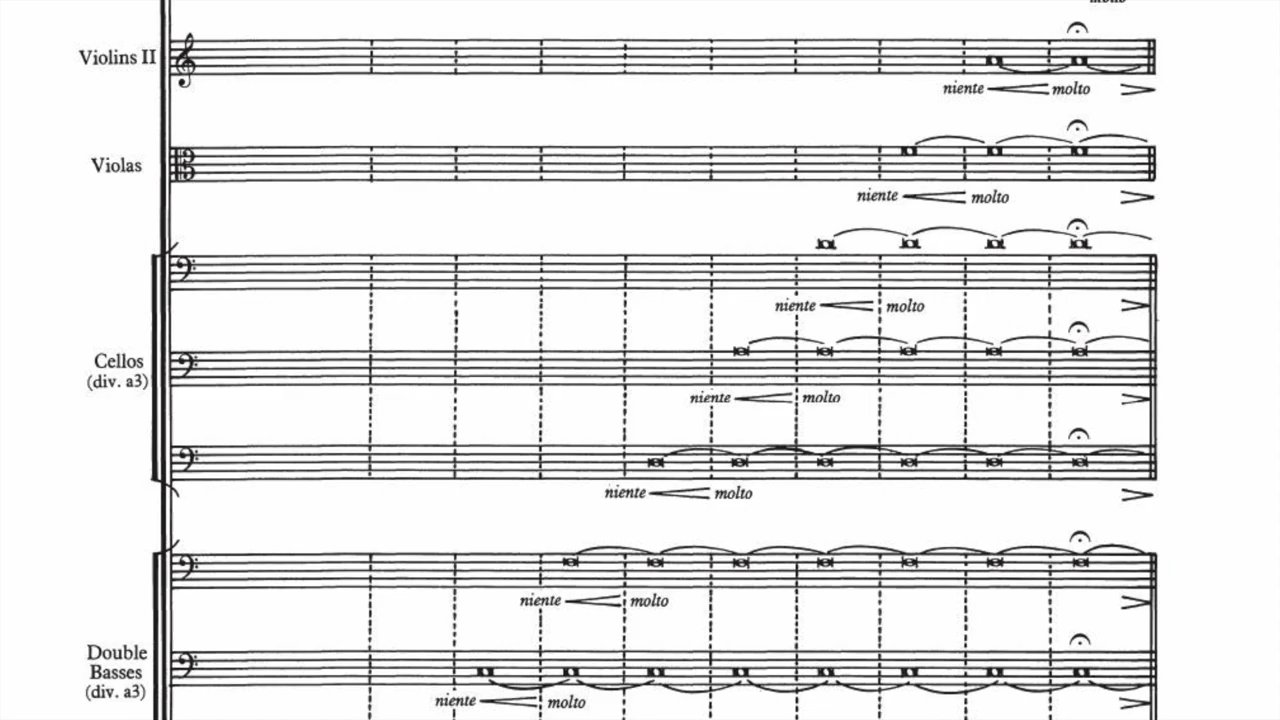 molto
Violins II
niente molto
Violas
niente molto
niente molto
Cellos
(div. a3)
niente molto
niente molto
niente molto
Double
Basses
(div. a3)
niente molto